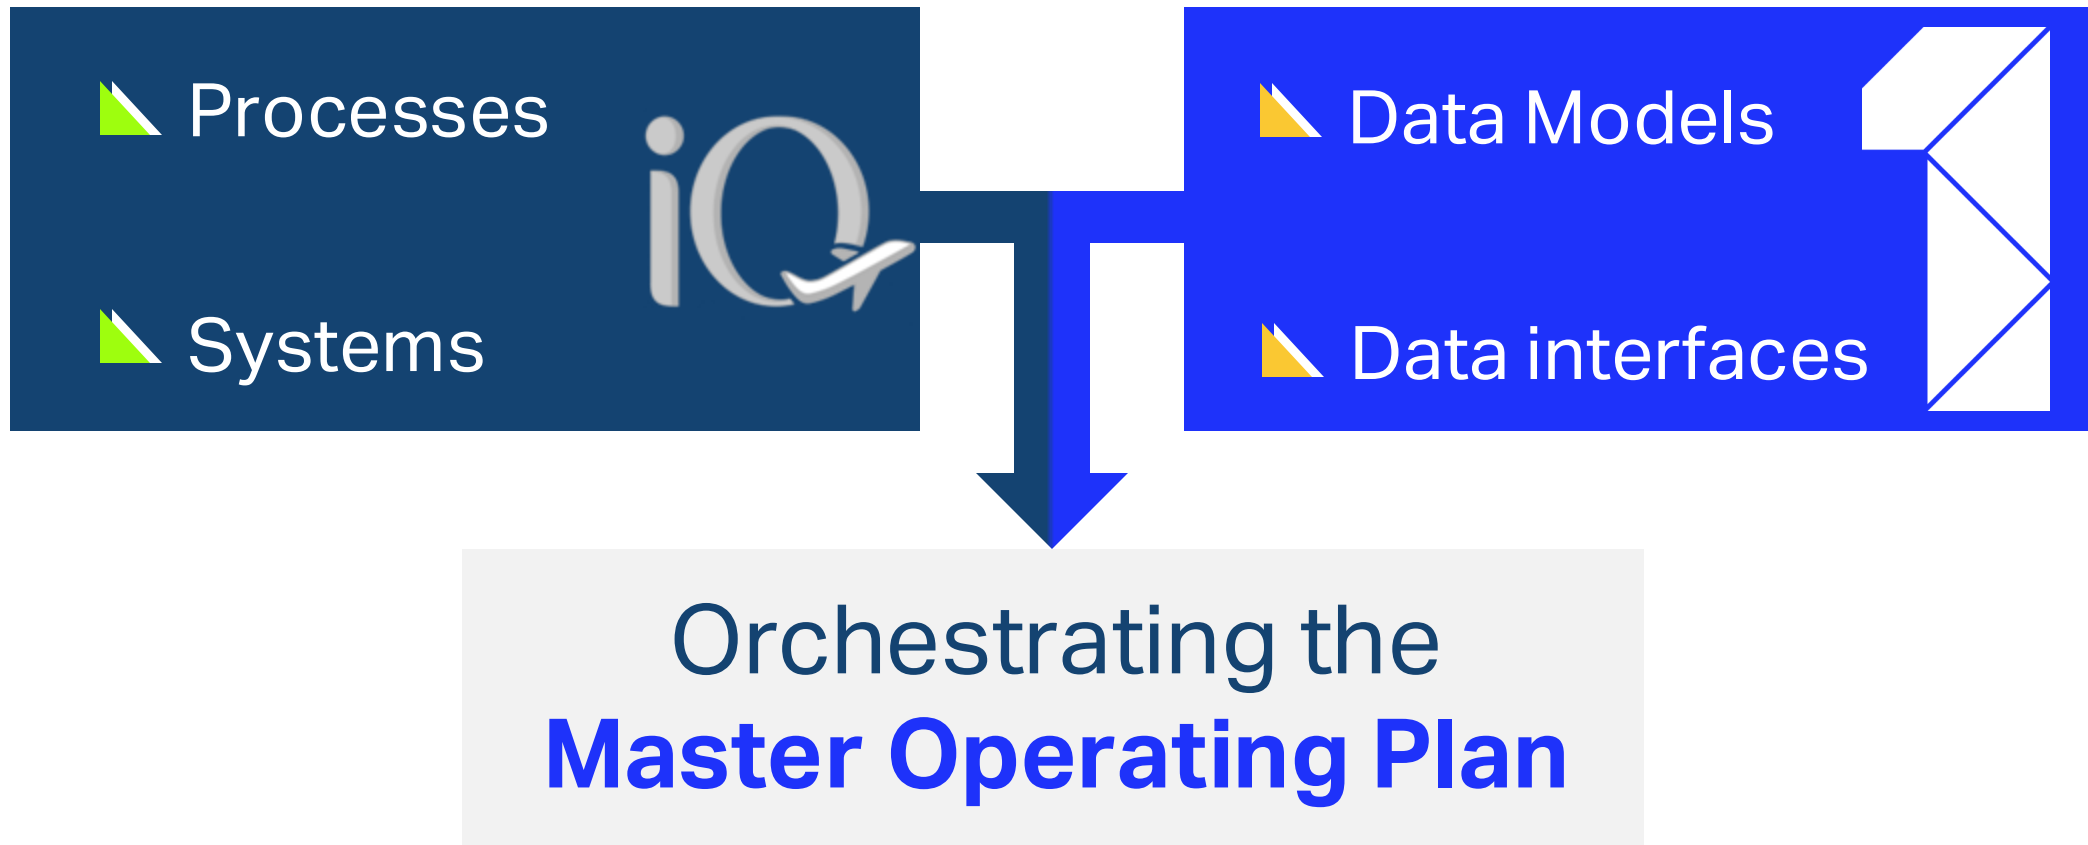 Processes
iQ
Systems
Data Models
Data interfaces
Orchestrating the
Master Operating Plan